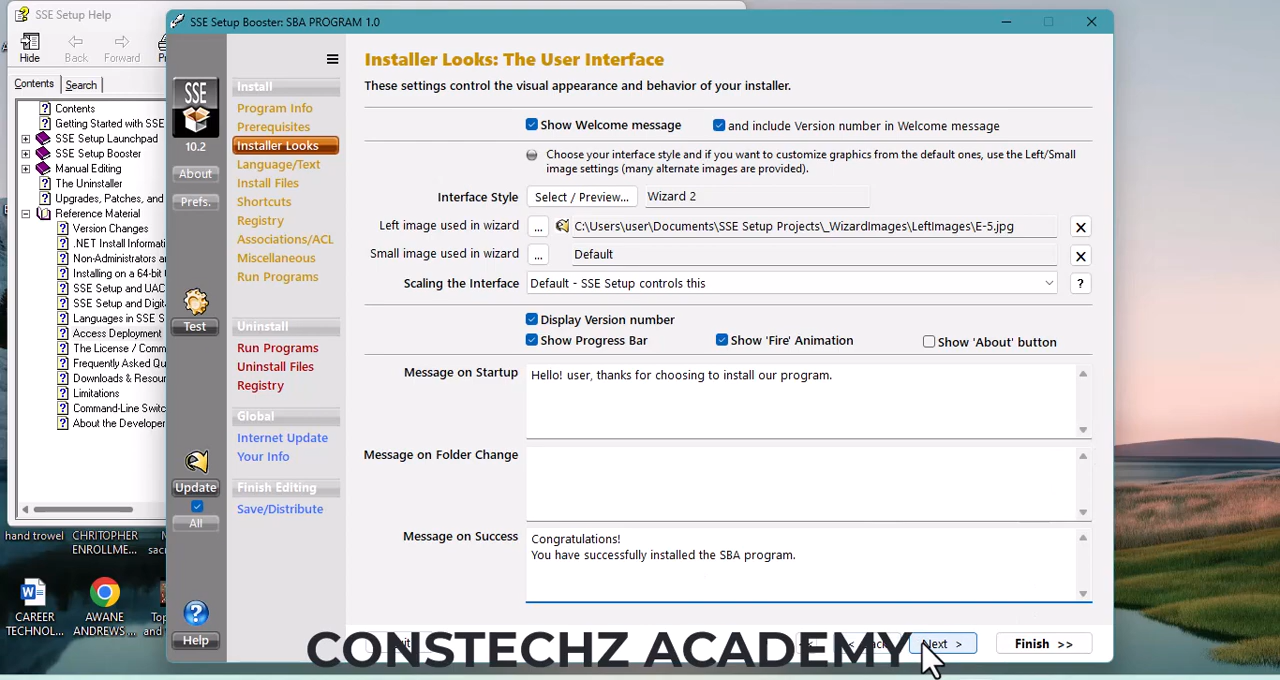 SSE Setup Help
Hide
Back
Forward
Contents
Search
Contents
Getting Started with SSE
SSE Setup Launchpad
SSE Setup Booster
Manual Editing
The Uninstaller
Upgrades, Patches, and
Reference Material
Version Changes
.NET Install Informati
Non-Administrators a
Installing on a 64-bit
SSE Setup and UAC
SSE Setup and Digita
Languages in SSE S
Access Deployment
The License / Comm
Frequently Asked Qu
Downloads & Resour
Limitations
Command-Line Switc
About the Developer
hand trowel
CHRITOPHER
ENROLLME...
CAREER
TECHNOL...
AWANE
ANDREWS ...
SSE Setup Booster: SBA PROGRAM 1.0
SSE
10.2
About
Prefs.
Test
Update
All
Help
Install
Program Info
Prerequisites
Installer Looks
Language/Text
Install Files
Shortcuts
Registry
Associations/ACL
Miscellaneous
Run Programs
Uninstall
Run Programs
Uninstall Files
Registry
Global
Internet Update
Your Info
Finish Editing
Save/Distribute
Installer Looks: The User Interface
These settings control the visual appearance and behavior of your installer.
Show Welcome message
and include Version number in Welcome message
Choose your interface style and if you want to customize graphics from the default ones, use the Left/Small
image settings (many alternate images are provided).
Interface Style Select / Preview... Wizard 2
Left image used in wizard ... C:\Users\user\Documents\SSE Setup Projects\_WizardImages\LeftImages\E-5.jpg
Small image used in wizard ... Default
Scaling the Interface Default - SSE Setup controls this ?
Display Version number
Show Progress Bar Show 'Fire' Animation Show 'About' button
Message on Startup Hello! user, thanks for choosing to install our program.
Message on Folder Change
Message on Success Congratulations!
You have successfully installed the SBA program.
Next >
Finish >>
CONSTECHZ ACADEMY